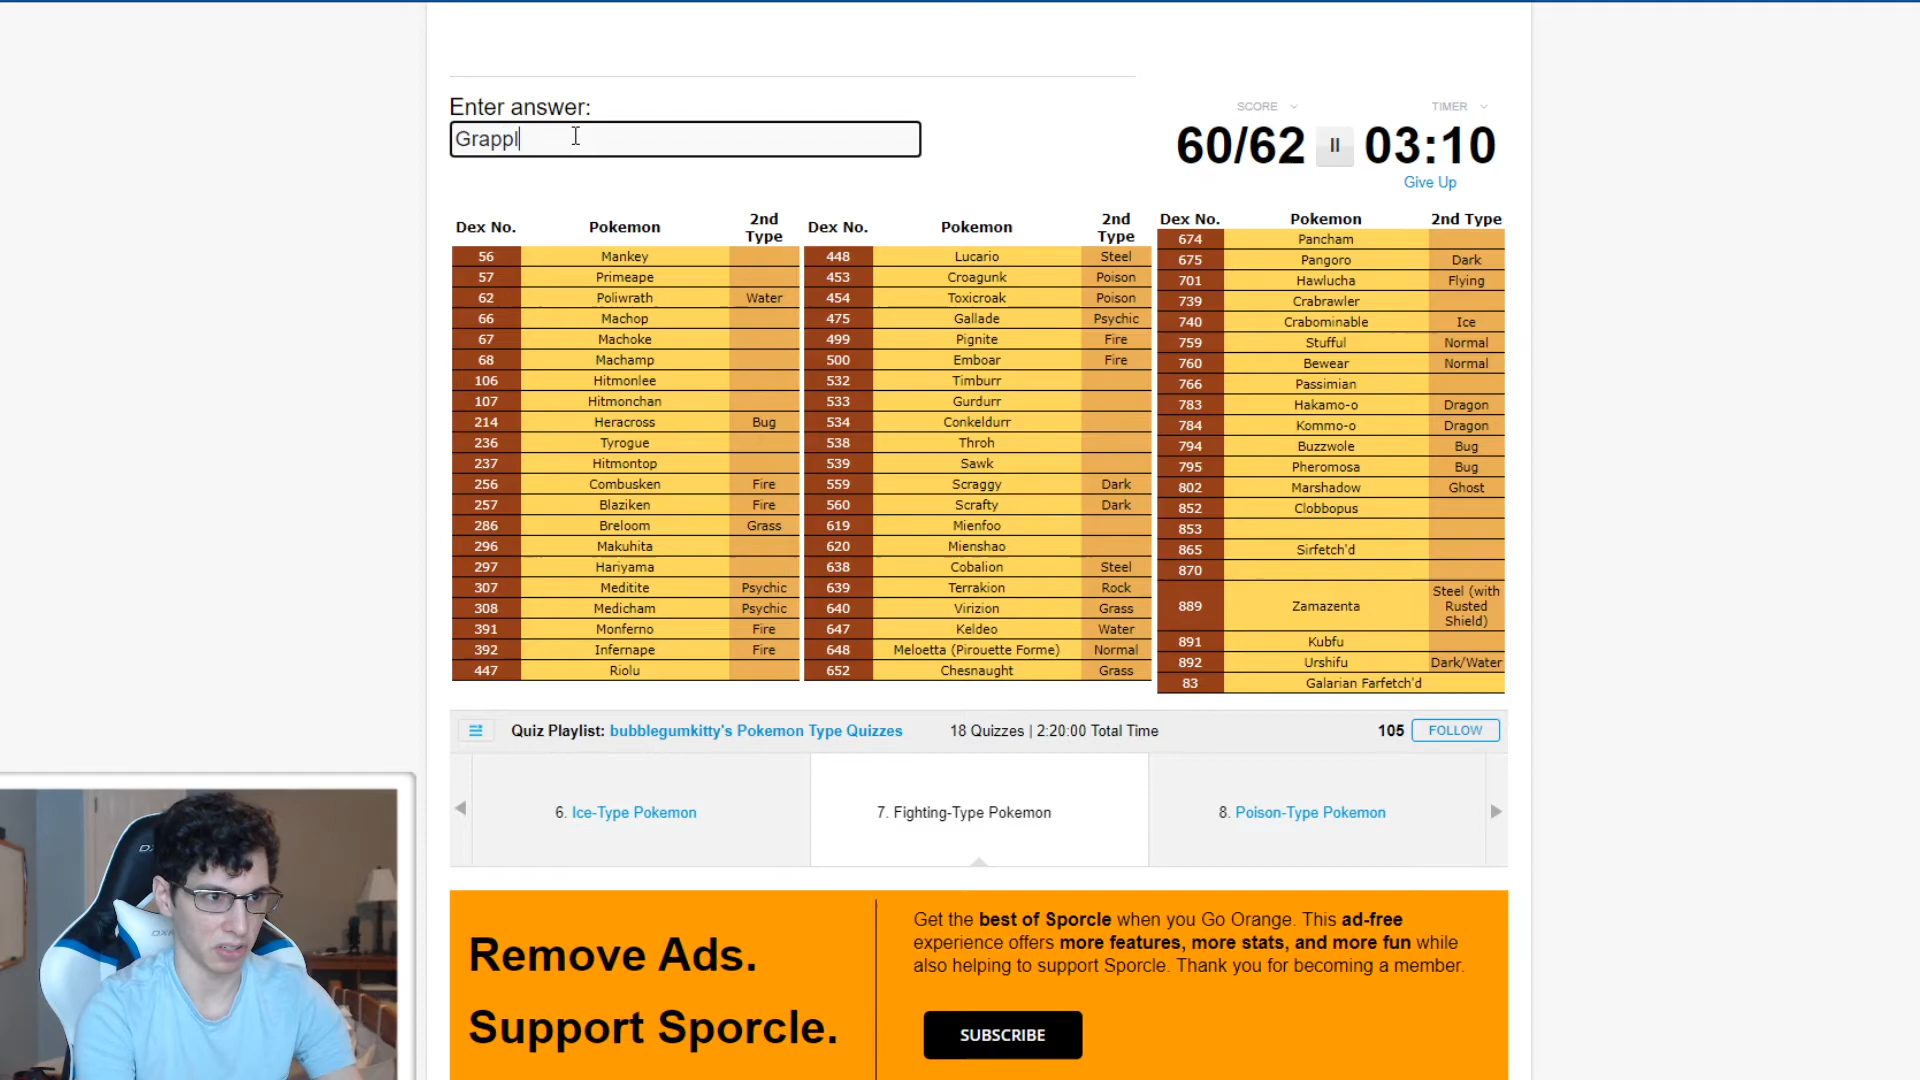 Enter answer:
Grappl
SCORE
TIMER
60/62
03:10
Give Up
Dex No. Pokemon 2nd Type
56 Mankey
57 Primeape
62 Poliwrath Water
66 Machop
67 Machoke
68 Machamp
106 Hitmonlee
107 Hitmonchan
214 Heracross Bug
236 Tyrogue
237 Hitmontop
256 Combusken Fire
257 Blaziken Fire
286 Breloom Grass
296 Makuhita
297 Hariyama
307 Meditite Psychic
308 Medicham Psychic
391 Monferno Fire
392 Infernape Fire
447 Riolu
Dex No. Pokemon 2nd Type
448 Lucario Steel
453 Croagunk Poison
454 Toxicroak Poison
475 Gallade Psychic
499 Pignite Fire
500 Emboar Fire
532 Timburr
533 Gurdurr
534 Conkeldurr
538 Throh
539 Sawk
559 Scraggy Dark
560 Scrafty Dark
619 Mienfoo
620 Mienshao
638 Cobalion Steel
639 Terrakion Rock
640 Virizion Grass
647 Keldeo Water
648 Meloetta (Pirouette Forme) Normal
652 Chesnaught Grass
Dex No. Pokemon 2nd Type
674 Pancham
675 Pangoro Dark
701 Hawlucha Flying
739 Crabrawler
740 Crabominable Ice
759 Stufful Normal
760 Bewear Normal
766 Passimian
783 Hakamo-o Dragon
784 Kommo-o Dragon
794 Buzzwole Bug
795 Pheromosa Bug
802 Marshadow Ghost
852 Clobbopus
853
865 Sirfetch'd
870
889 Zamazenta Steel (with Rusted Shield)
891 Kubfu
892 Urshifu Dark/Water
83 Galarian Farfetch'd
Quiz Playlist: bubblegumkitty's Pokemon Type Quizzes 18 Quizzes | 2:20:00 Total Time 105 FOLLOW
6. Ice-Type Pokemon
7. Fighting-Type Pokemon
8. Poison-Type Pokemon
Remove Ads.
Support Sporcle.
Get the best of Sporcle when you Go Orange. This ad-free
experience offers more features, more stats, and more fun while
also helping to support Sporcle. Thank you for becoming a member.
SUBSCRIBE